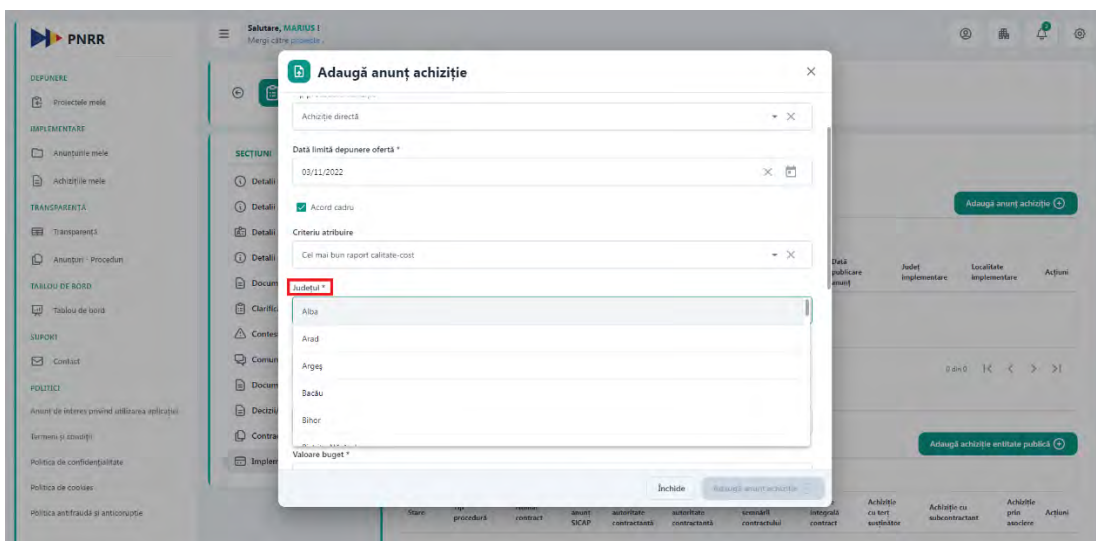 PNRR
Salutare, MARIUS !
Mergi către proiecte .
DEPUNERE
Proiectele mele
IMPLEMENTARE
Anunțurile mele
Achizițiile mele
TRANSPARENȚĂ
Transparență
Anunțuri - Proceduri
TABLOU DE BORD
Tablou de bord
SUPORT
Contact
POLITICI
Anunț de interes privind utilizarea aplicației
Termeni și condiții
Politica de confidențialitate
Politica de cookies
Politica antifraudă și anticorupție
SECȚIUNI
Detalii
Detalii
Detalii
Detalii
Docum
Clarific
Contes
Comun
Docum
Decizii
Contra
Implem
Adaugă anunț achiziție
Achiziție directă
Dată limită depunere ofertă *
03/11/2022
Acord cadru
Criteriu atribuire
Cel mai bun raport calitate-cost
Județul *
Alba
Arad
Argeș
Bacău
Bihor
Valoare buget *
Închide
Adaugă anunț achiziție
Adaugă anunț achiziție
Dată publicare anunț
Județ implementare
Localitate implementare
Acțiuni
0 din 0
Adaugă achiziție entitate publică
Stare
Tip procedură
contract
anunț SICAP
autoritate contractantă
autoritate contractantă
semnării contractului
integrală contract
Achiziție cu terț susținător
Achiziție cu subcontractant
Achiziție prin asociere
Acțiuni